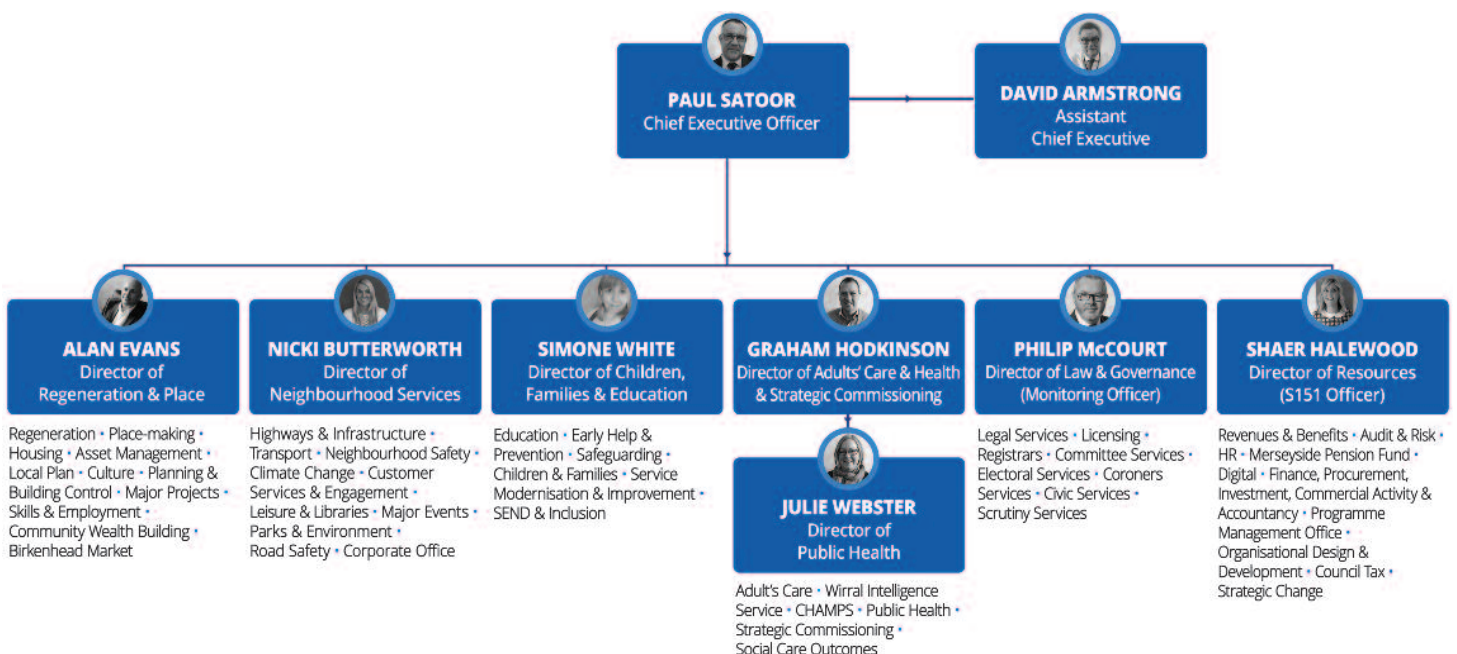 PAUL SATOOR
Chief Executive Officer
DAVID ARMSTRONG
Assistant
Chief Executive
ALAN EVANS
Director of
Regeneration & Place
Regeneration • Place-making •
Housing • Asset Management •
Local Plan • Culture • Planning &
Building Control • Major Projects •
Skills & Employment •
Community Wealth Building •
Birkenhead Market
NICKI BUTTERWORTH
Director of
Neighbourhood Services
Highways & Infrastructure •
Transport • Neighbourhood Safety •
Climate Change • Customer
Services & Engagement •
Leisure & Libraries • Major Events •
Parks & Environment •
Road Safety • Corporate Office
SIMONE WHITE
Director of Children,
Families & Education
Education • Early Help &
Prevention • Safeguarding •
Children & Families • Service
Modernisation & Improvement •
SEND & Inclusion
GRAHAM HODKINSON
Director of Adults' Care & Health
& Strategic Commissioning
JULIE WEBSTER
Director of
Public Health
Adult's Care • Wirral Intelligence
Service • CHAMPS • Public Health •
Strategic Commissioning •
Social Care Outcomes
PHILIP McCOURT
Director of Law & Governance
(Monitoring Officer)
Legal Services • Licensing •
Registrars • Committee Services •
Electoral Services • Coroners
Services • Civic Services •
Scrutiny Services
SHAER HALEWOOD
Director of Resources
(S151 Officer)
Revenues & Benefits • Audit & Risk •
HR • Merseyside Pension Fund •
Digital • Finance, Procurement,
Investment, Commercial Activity &
Accountancy • Programme
Management Office •
Organisational Design &
Development • Council Tax •
Strategic Change